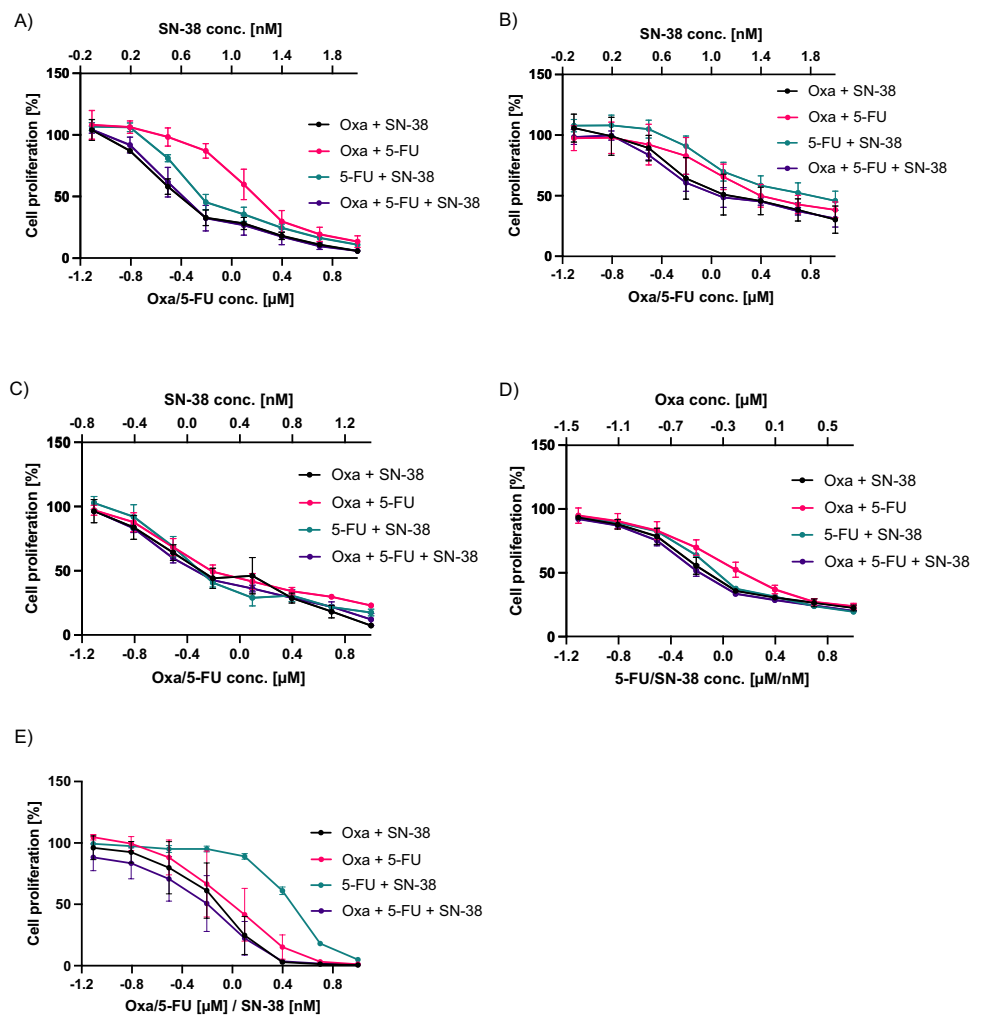 A)
SN-38 conc. [nM]
-0.2 0.2 0.6 0.8 1.1 1.4 1.8
Cell proliferation [%]
150
100
50
0
-1.2 -0.8 -0.4 0.0 0.4 0.8
Oxa/5-FU conc. [µM]
Oxa + SN-38
Oxa + 5-FU
5-FU + SN-38
Oxa + 5-FU + SN-38
B)
SN-38 conc. [nM]
-0.2 0.2 0.6 0.8 1.1 1.4 1.8
Cell proliferation [%]
150
100
50
0
-1.2 -0.8 -0.4 0.0 0.4 0.8
Oxa/5-FU conc. [µM]
Oxa + SN-38
Oxa + 5-FU
5-FU + SN-38
Oxa + 5-FU + SN-38
C)
SN-38 conc. [nM]
-0.8 -0.4 -0.1 0.2 0.5 0.8 1.2
Cell proliferation [%]
150
100
50
0
-1.2 -0.8 -0.4 0.0 0.4 0.8
Oxa/5-FU conc. [µM]
Oxa + SN-38
Oxa + 5-FU
5-FU + SN-38
Oxa + 5-FU + SN-38
D)
Oxa conc. [µM]
-1.5 -1.1 -0.8 -0.5 -0.3 0.1 0.5
Cell proliferation [%]
150
100
50
0
-1.2 -0.8 -0.4 0.0 0.4 0.8
5-FU/SN-38 conc. [µM/nM]
Oxa + SN-38
Oxa + 5-FU
5-FU + SN-38
Oxa + 5-FU + SN-38
E)
Cell proliferation [%]
150
100
50
0
-1.2 -0.8 -0.4 0.0 0.4 0.8
Oxa/5-FU [µM] / SN-38 [nM]
Oxa + SN-38
Oxa + 5-FU
5-FU + SN-38
Oxa + 5-FU + SN-38